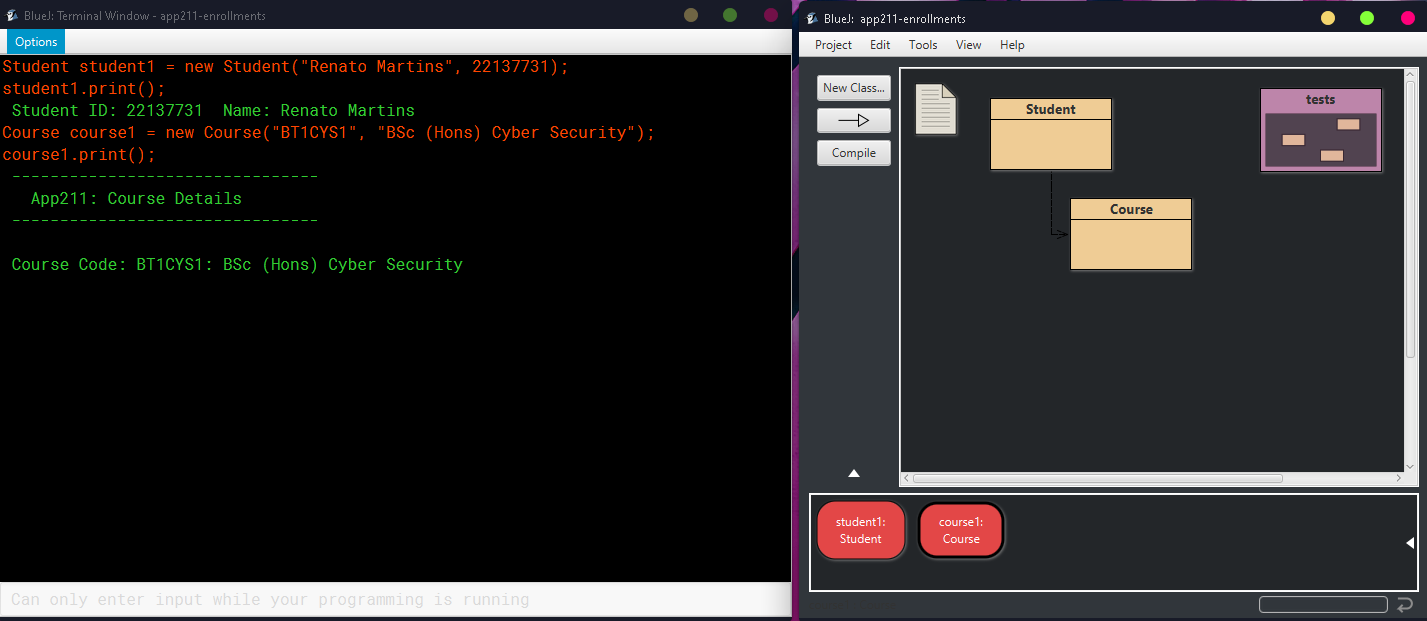 BlueJ: Terminal Window - app211-enrollments
Options
Student student1 = new Student("Renato Martins", 22137731);
student1.print();
Student ID: 22137731  Name: Renato Martins
Course course1 = new Course("BT1CYS1", "BSc (Hons) Cyber Security");
course1.print();
--------------------------------
App211: Course Details
--------------------------------
Course Code: BT1CYS1: BSc (Hons) Cyber Security
Can only enter input while your programming is running
BlueJ: app211-enrollments
Project Edit Tools View Help
New Class...
Compile
Student
Course
tests
student1:
Student
course1:
Course